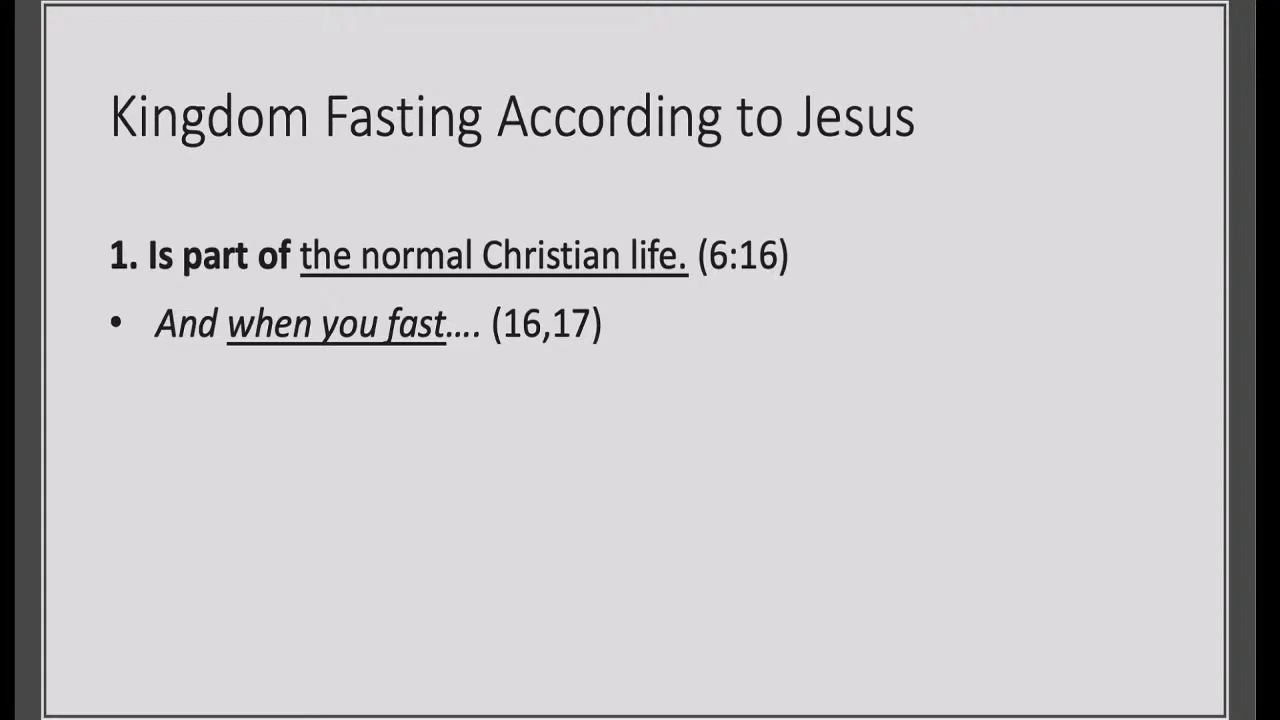 Kingdom Fasting According to Jesus
1. Is part of the normal Christian life. (6:16)
• And when you fast.... (16,17)